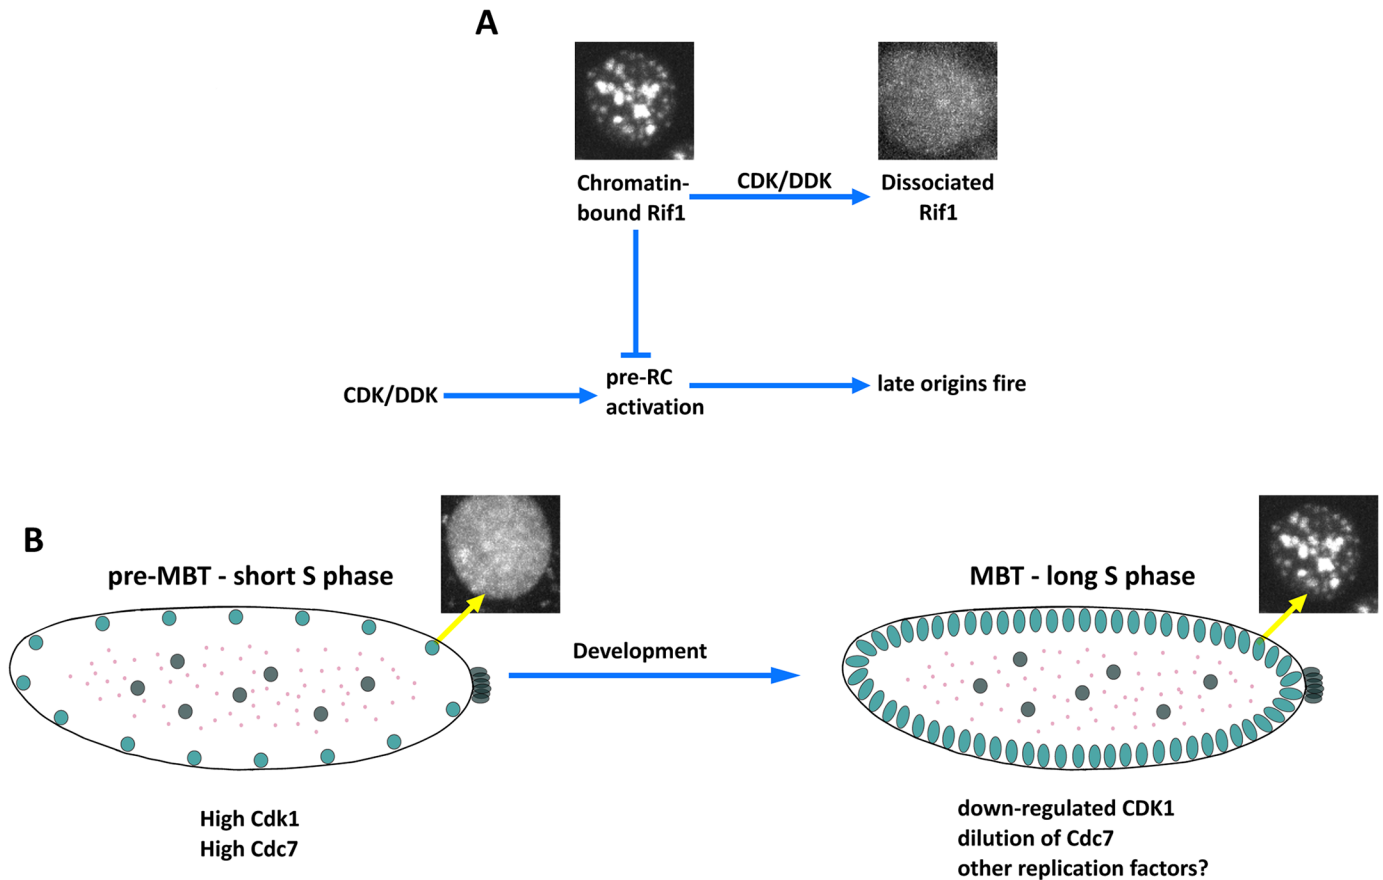 A
Chromatin-
bound Rif1
CDK/DDK
Dissociated
Rif1
CDK/DDK
pre-RC
activation
late origins fire
B
pre-MBT - short S phase
MBT - long S phase
Development
High Cdk1
High Cdc7
down-regulated CDK1
dilution of Cdc7
other replication factors?